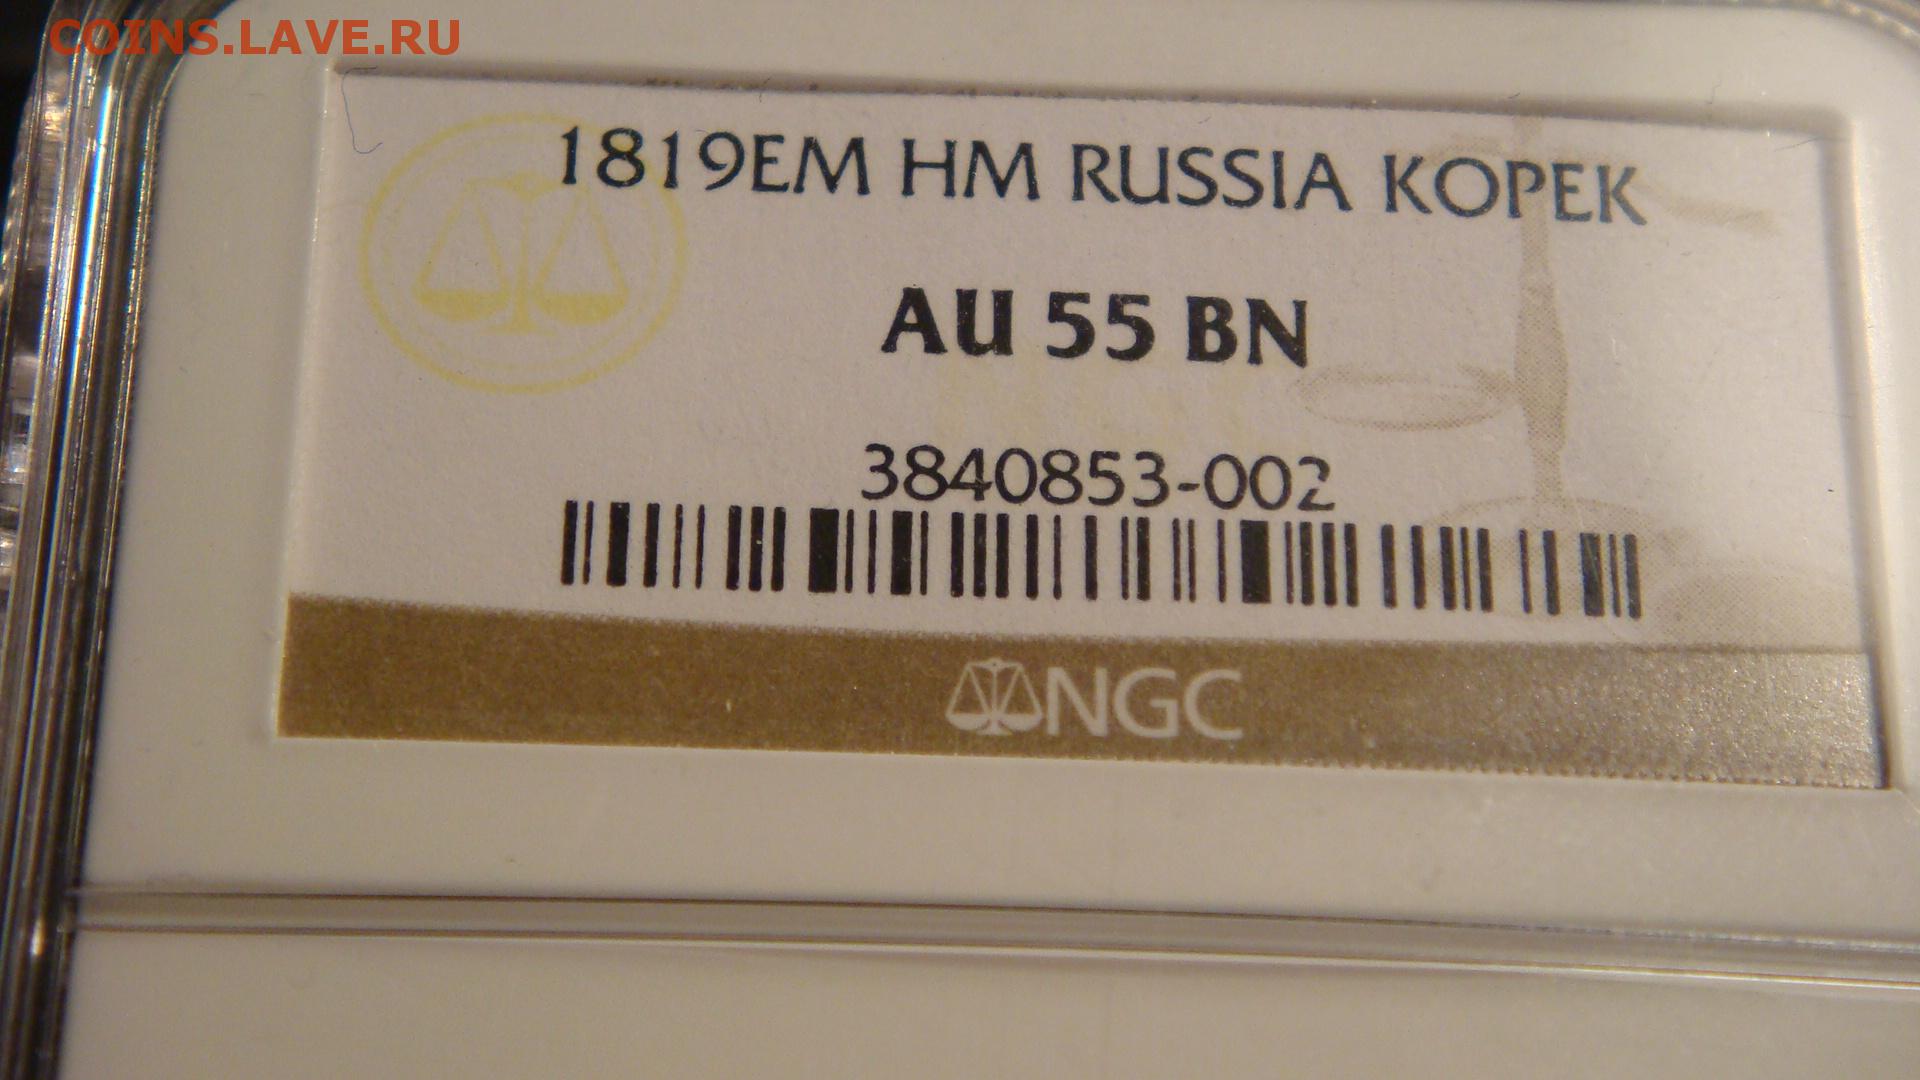 COINS.LAVE.RU
1819EM HM RUSSIA KOPEK
AU 55 BN
3840853-002
NGC